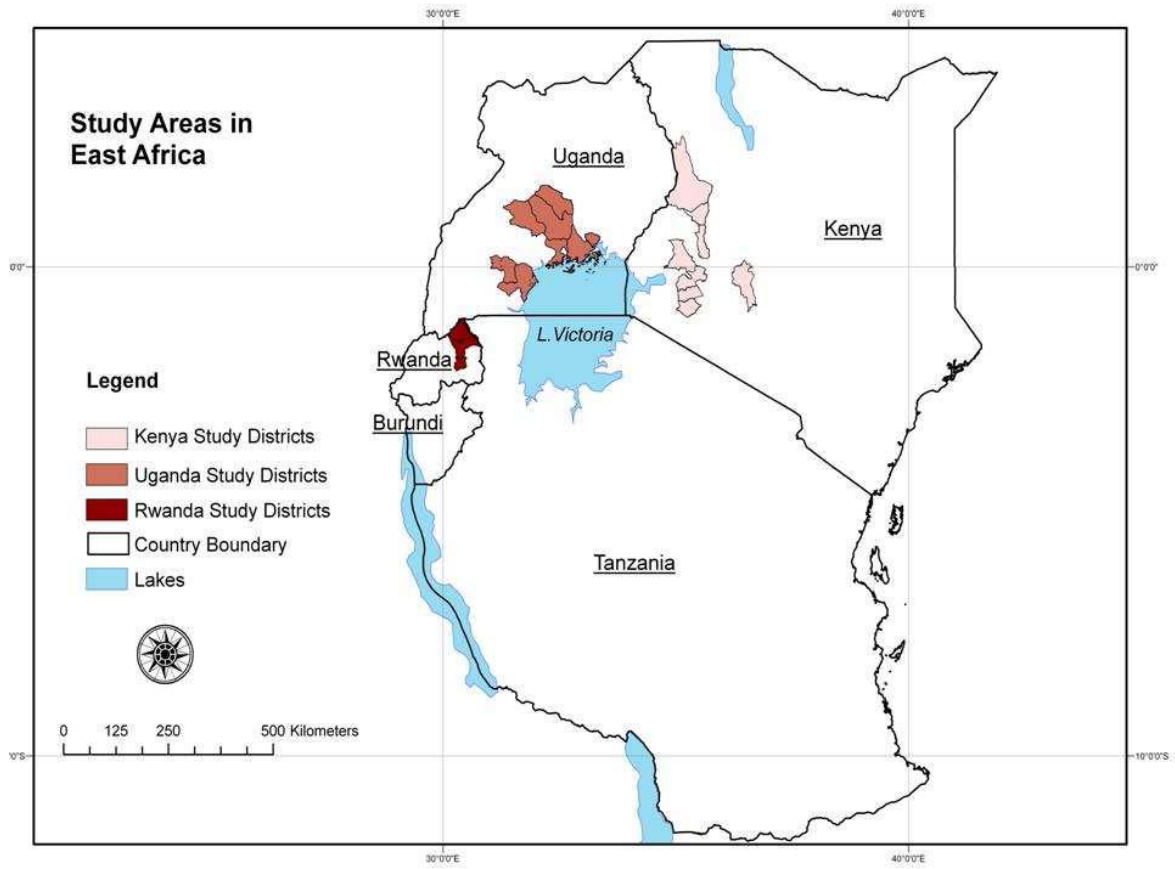 30°0'0"E 40°0'0"E
Study Areas in
East Africa
Uganda
Kenya
0'0" 0°0'0"
L.Victoria
Rwanda
Legend
Burundi
Kenya Study Districts
Uganda Study Districts
Rwanda Study Districts
Country Boundary
Tanzania
Lakes
0 125 250 500 Kilometers
'0"S 10°0'0"S
30°0'0"E 40°0'0"E